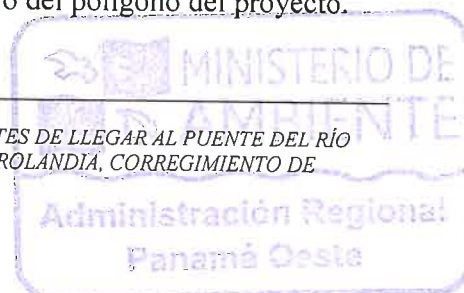 o del polígono del proyecto.
MINISTERIO DE
AMBIENTE
TES DE LLEGAR AL PUENTE DEL RÍO
ROLANDIA, CORREGIMIENTO DE
Administración Regional
Panamá Oeste